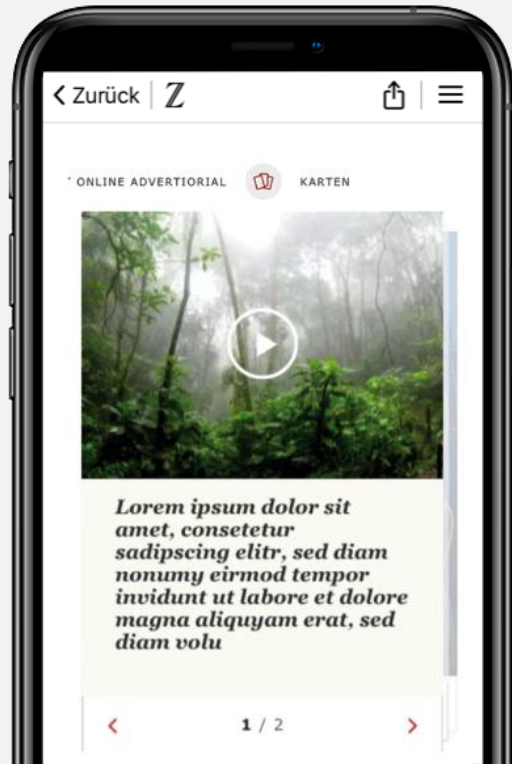 Zurück Z
ONLINE ADVERTIORIAL KARTEN
Lorem ipsum dolor sit
amet, consetetur
sadipscing elitr, sed diam
nonumy eirmod tempor
invidunt ut labore et dolore
magna aliquyam erat, sed
diam volu
1 / 2